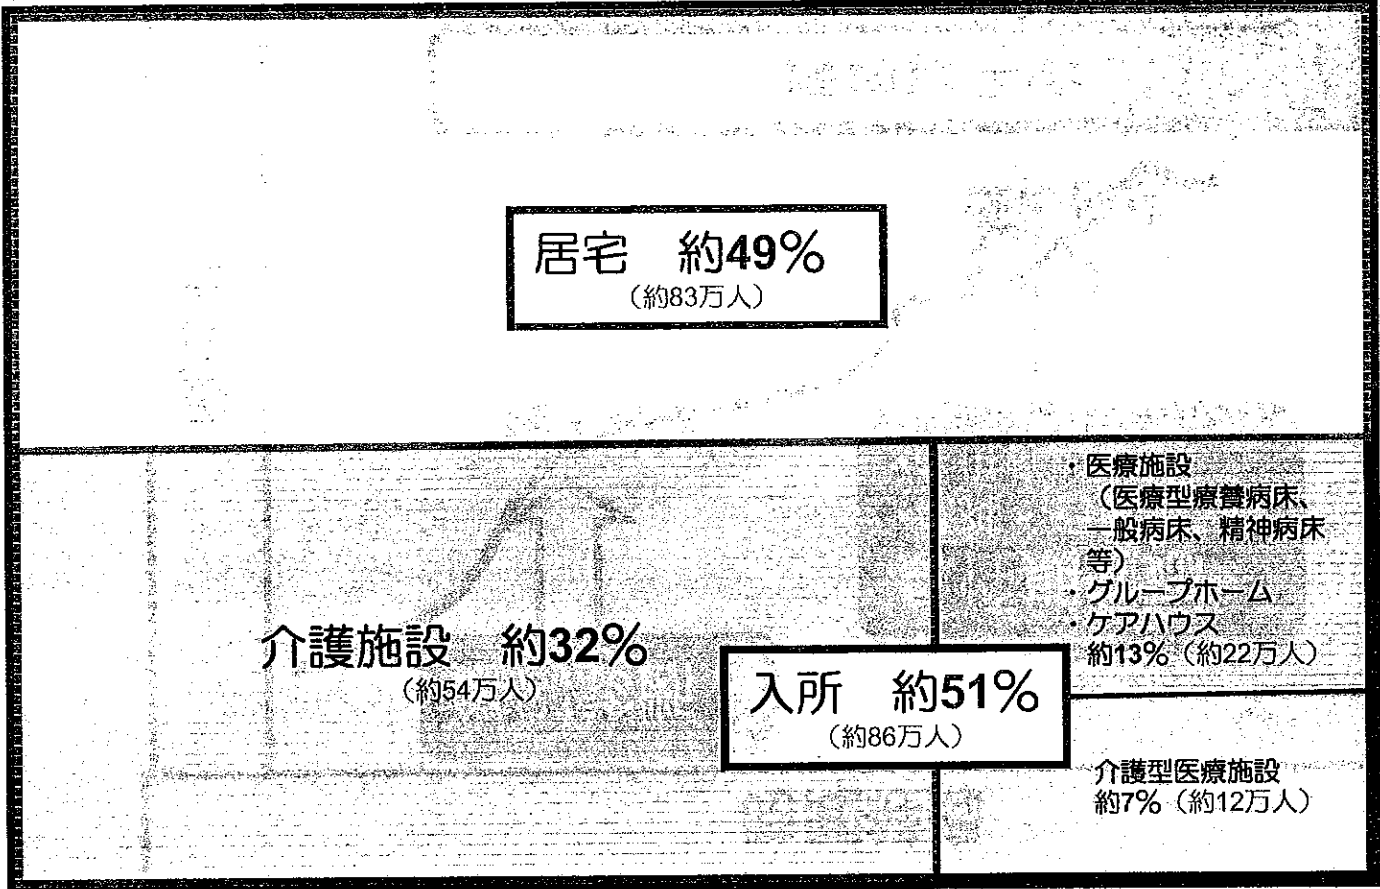 居宅 約49%
（約83万人）
・医療施設
（医療型療養病床、
一般病床、精神病床
等）
・グループホーム
・ケアハウス
約13%（約22万人）
介護施設 約32%
（約54万人）
入所 約51%
（約86万人）
介護型医療施設
約7%（約12万人）